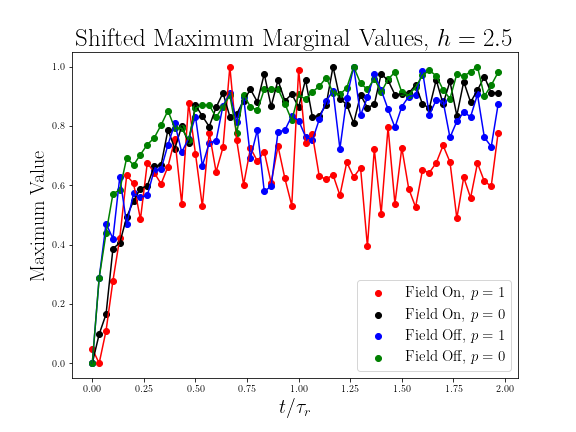 Shifted Maximum Marginal Values, h = 2.5
Maximum Value
1.0
0.8
0.6
0.4
0.2
0.0
Field On, p = 1
Field On, p = 0
Field Off, p = 1
Field Off, p = 0
0.00 0.25 0.50 0.75 1.00 1.25 1.50 1.75 2.00
t/τr